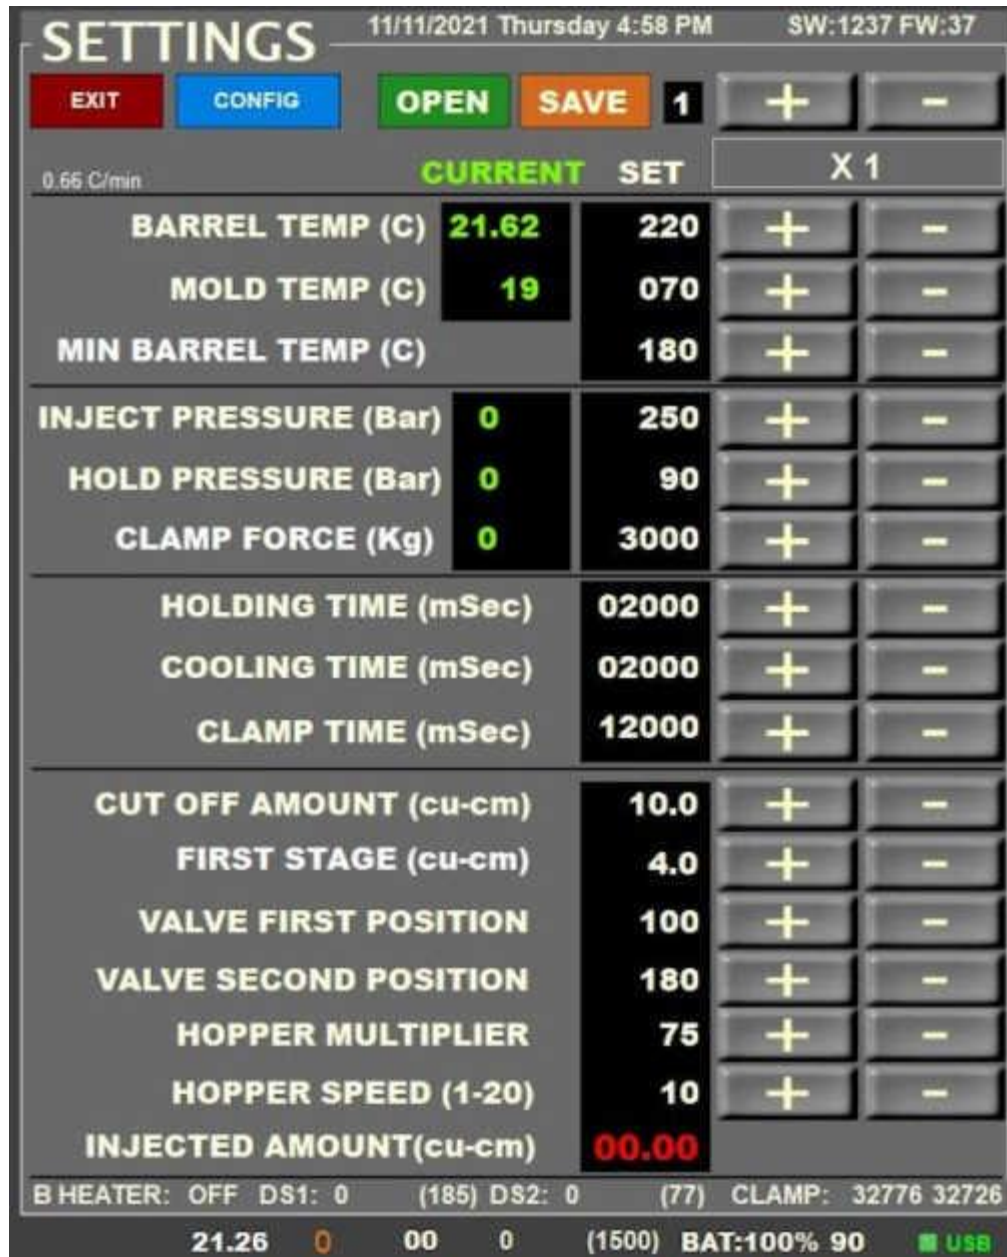 SETTINGS 11/11/2021 Thursday 4:58 PM SW:1237 FW:37
EXIT CONFIG OPEN SAVE 1 + -
0.66 C/min CURRENT SET X 1
BARREL TEMP (C) 21.62 220 + -
MOLD TEMP (C) 19 070 + -
MIN BARREL TEMP (C) 180 + -
INJECT PRESSURE (Bar) 0 250 + -
HOLD PRESSURE (Bar) 0 90 + -
CLAMP FORCE (Kg) 0 3000 + -
HOLDING TIME (mSec) 02000 + -
COOLING TIME (mSec) 02000 + -
CLAMP TIME (mSec) 12000 + -
CUT OFF AMOUNT (cu-cm) 10.0 + -
FIRST STAGE (cu-cm) 4.0 + -
VALVE FIRST POSITION 100 + -
VALVE SECOND POSITION 180 + -
HOPPER MULTIPLIER 75 + -
HOPPER SPEED (1-20) 10 + -
INJECTED AMOUNT(cu-cm) 00.00
B HEATER: OFF DS1: 0 (185) DS2: 0 (77) CLAMP: 32776 32726
21.26 0 00 0 (1500) BAT:100% 90 USB